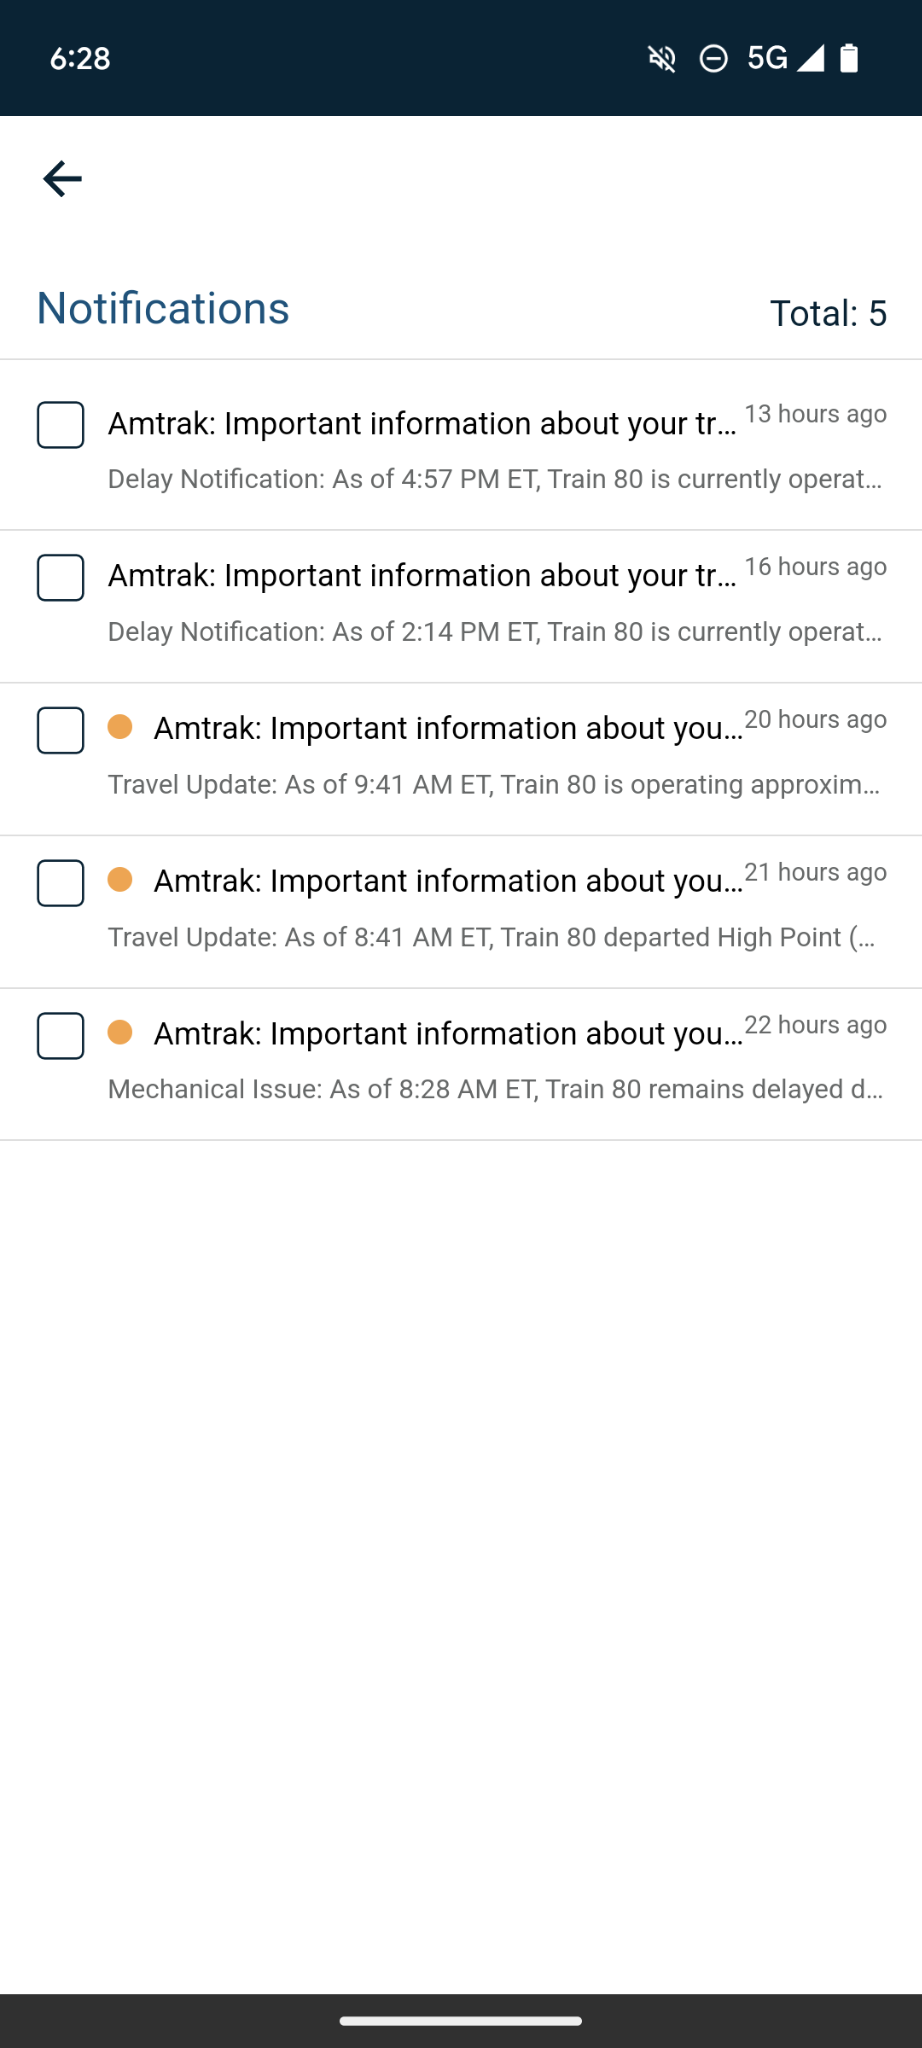 6:28
5G
Notifications
Total: 5
Amtrak: Important information about your tr... 13 hours ago
Delay Notification: As of 4:57 PM ET, Train 80 is currently operat...
Amtrak: Important information about your tr... 16 hours ago
Delay Notification: As of 2:14 PM ET, Train 80 is currently operat...
Amtrak: Important information about you... 20 hours ago
Travel Update: As of 9:41 AM ET, Train 80 is operating approxim...
Amtrak: Important information about you... 21 hours ago
Travel Update: As of 8:41 AM ET, Train 80 departed High Point (...
Amtrak: Important information about you... 22 hours ago
Mechanical Issue: As of 8:28 AM ET, Train 80 remains delayed d...